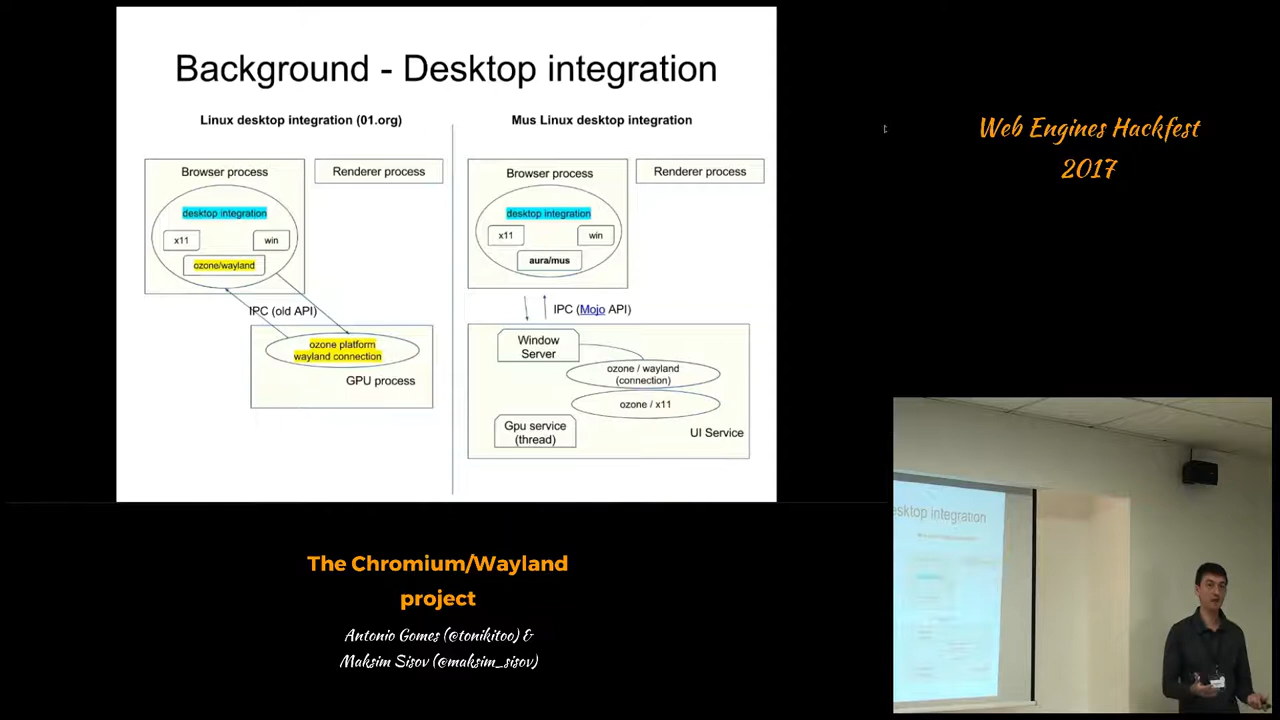 Background - Desktop integration
Linux desktop integration (01.org)
Browser process
Renderer process
desktop integration
x11
win
ozone/wayland
IPC (old API)
ozone platform
wayland connection
GPU process
Mus Linux desktop integration
Browser process
Renderer process
desktop integration
x11
win
aura/mus
IPC (Mojo API)
Window
Server
ozone / wayland
(connection)
ozone / x11
Gpu service
(thread)
UI Service
Web Engines Hackfest
2017
The Chromium/Wayland
project
Antonio Gomes (@tonikitoo) &
Maksim Sisov (@maksim_sisov)
esktop integration